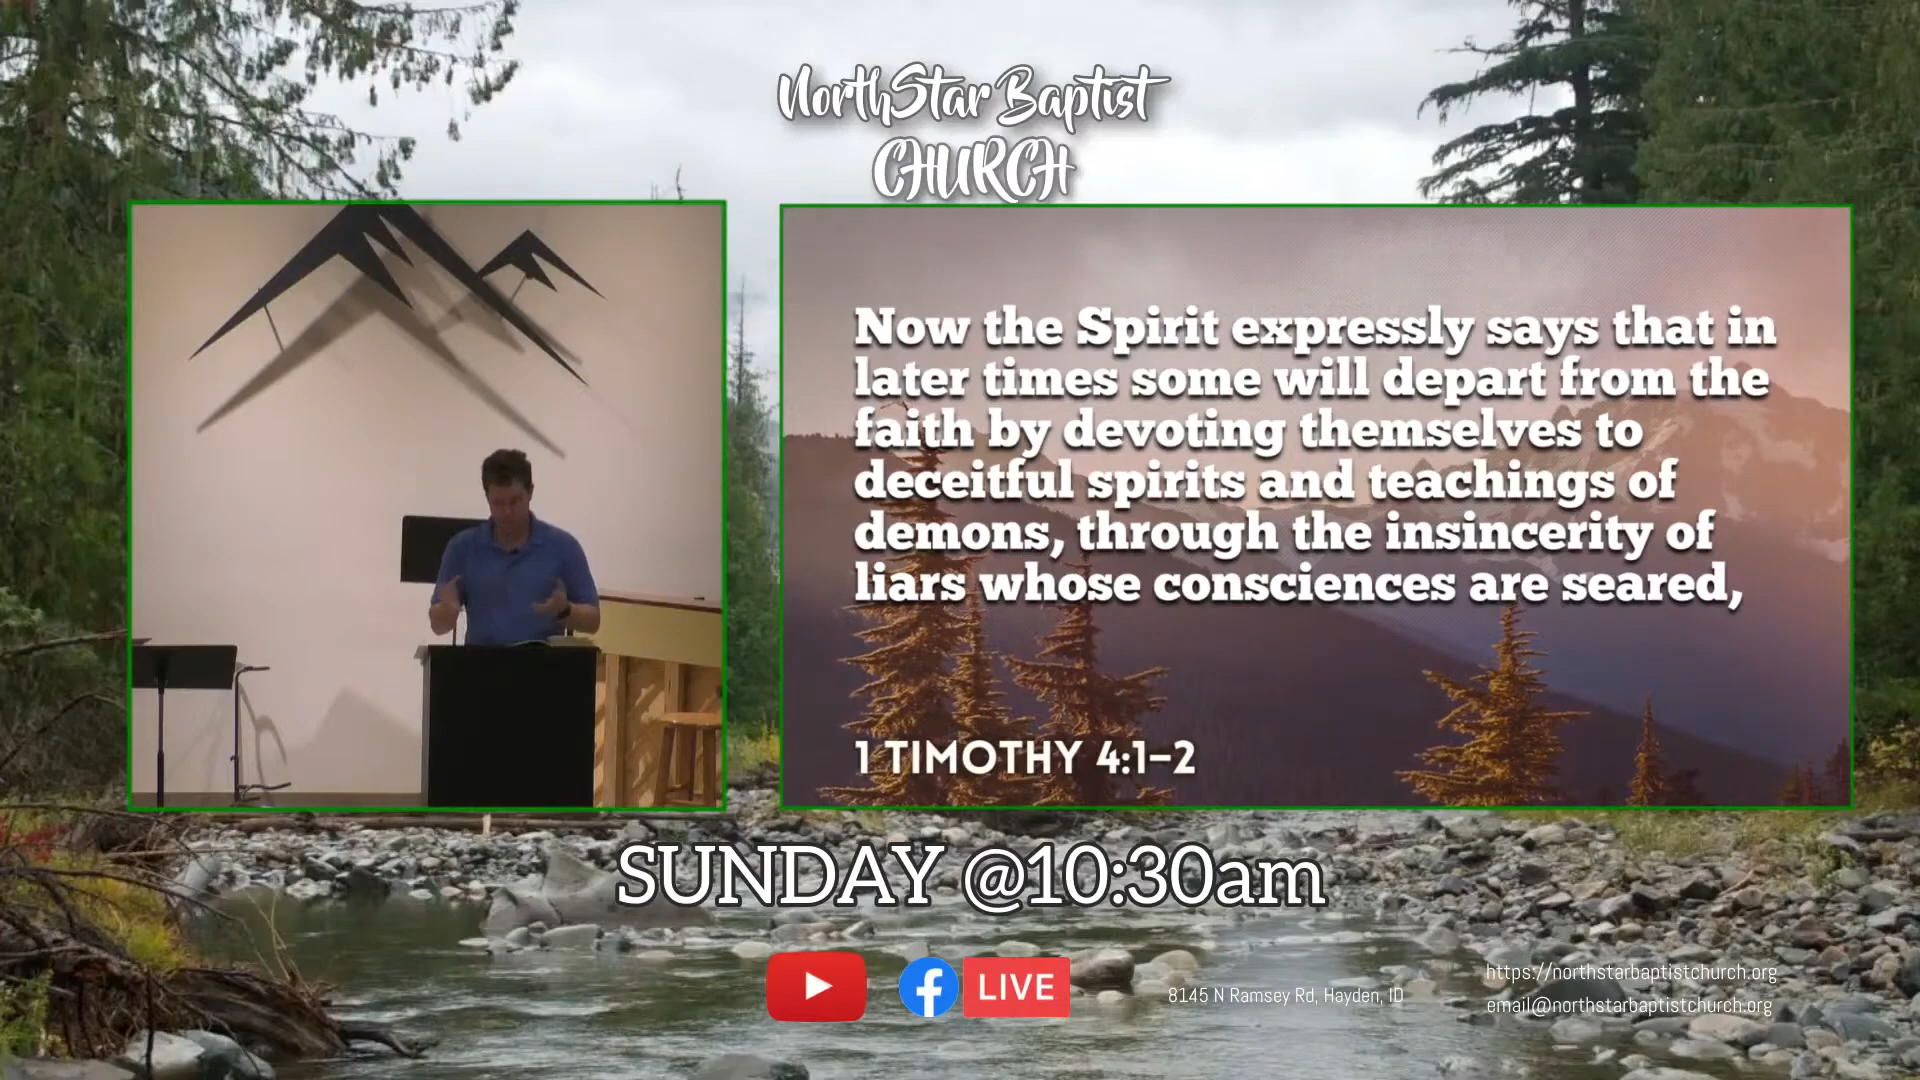 NorthStar Baptist
CHURCH
Now the Spirit expressly says that in
later times some will depart from the
faith by devoting themselves to
deceitful spirits and teachings of
demons, through the insincerity of
liars whose consciences are seared,
1 TIMOTHY 4:1–2
SUNDAY @10:30am
LIVE
8145 N Ramsey Rd, Hayden, ID
https://northstarbaptistchurch.org
email@northstarbaptistchurch.org